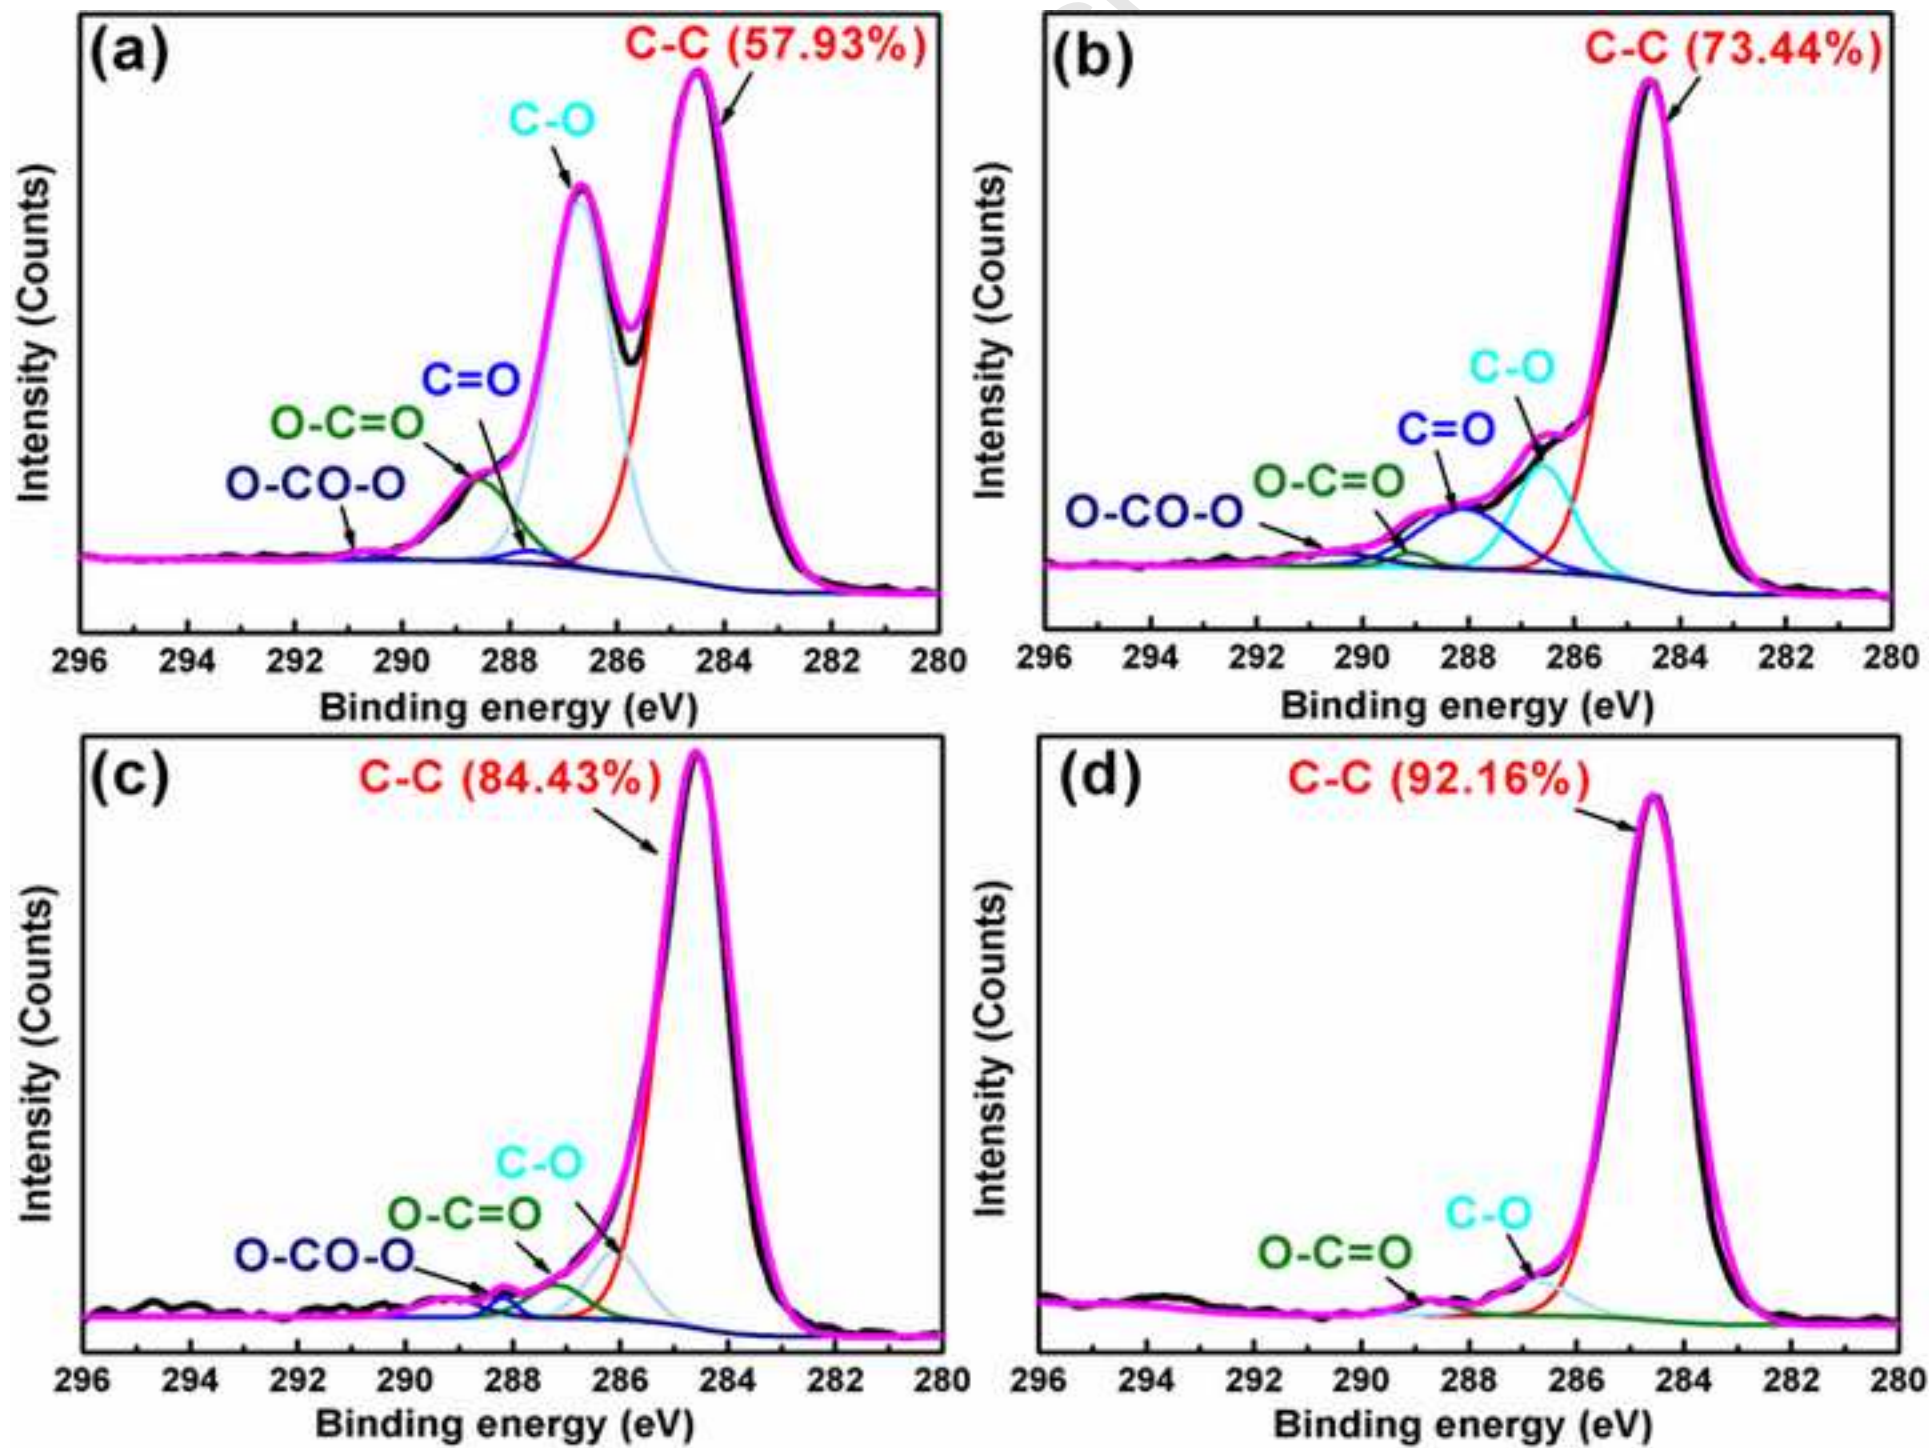 (a)
C-C (57.93%)
C-O
C=O
O-C=O
O-CO-O
Intensity (Counts)
296 294 292 290 288 286 284 282 280
Binding energy (eV)
(b)
C-C (73.44%)
C-O
C=O
O-C=O
O-CO-O
Intensity (Counts)
296 294 292 290 288 286 284 282 280
Binding energy (eV)
(c)
C-C (84.43%)
C-O
O-C=O
O-CO-O
Intensity (Counts)
296 294 292 290 288 286 284 282 280
Binding energy (eV)
(d)
C-C (92.16%)
C-O
O-C=O
Intensity (Counts)
296 294 292 290 288 286 284 282 280
Binding energy (eV)